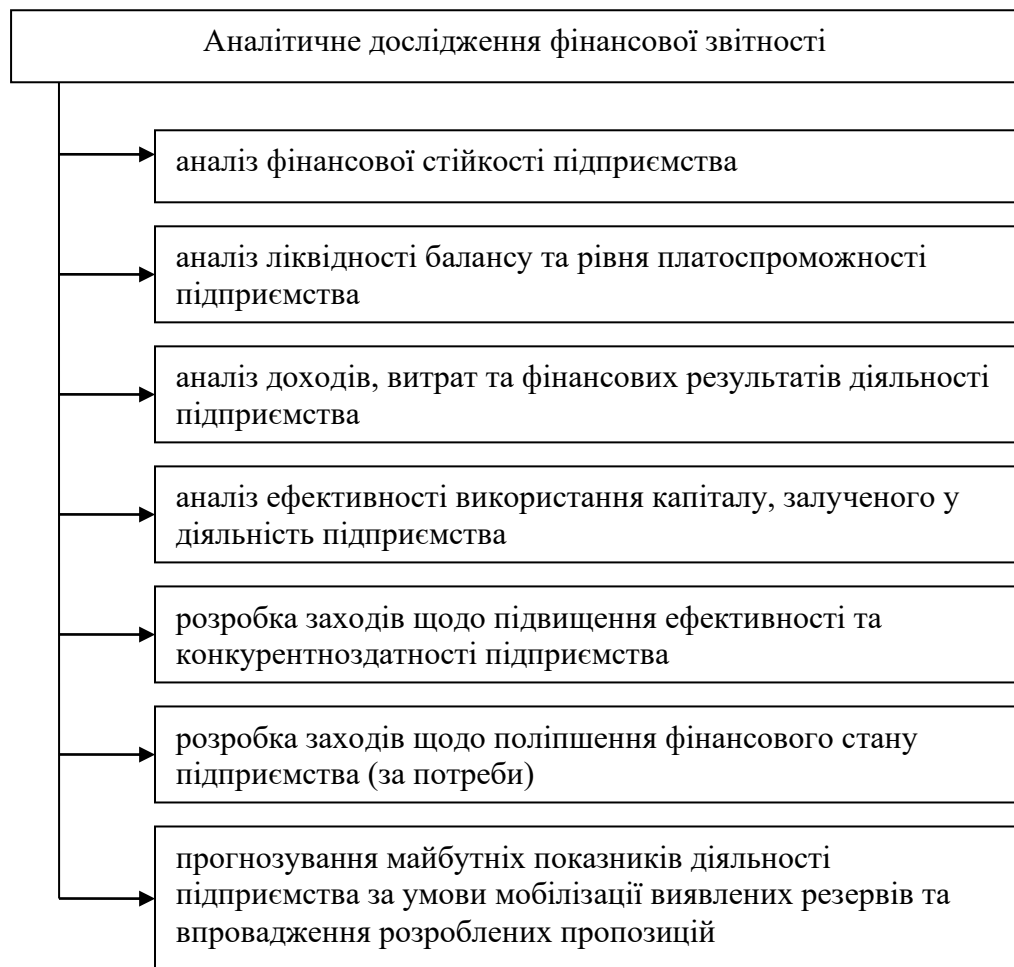 Аналітичне дослідження фінансової звітності
аналіз фінансової стійкості підприємства
аналіз ліквідності балансу та рівня платоспроможності
підприємства
аналіз доходів, витрат та фінансових результатів діяльності
підприємства
аналіз ефективності використання капіталу, залученого у
діяльність підприємства
розробка заходів щодо підвищення ефективності та
конкурентноздатності підприємства
розробка заходів щодо поліпшення фінансового стану
підприємства (за потреби)
прогнозування майбутніх показників діяльності
підприємства за умови мобілізації виявлених резервів та
впровадження розроблених пропозицій